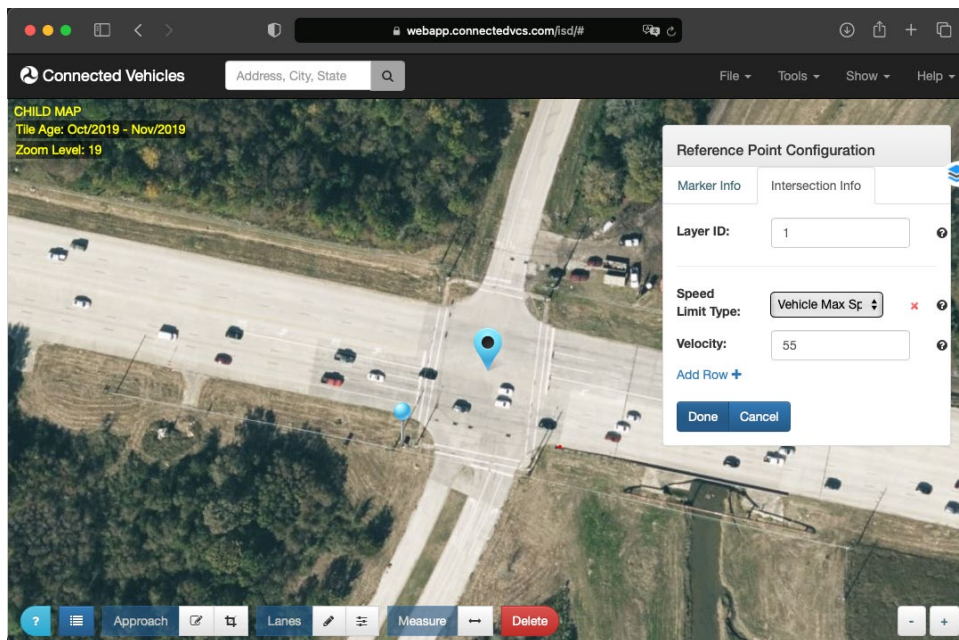 webapp.connectedvcs.com/isd/#
Connected Vehicles
Address, City, State
File
Tools
Show
Help
CHILD MAP
Tile Age: Oct/2019 - Nov/2019
Zoom Level: 19
Reference Point Configuration
Marker Info
Intersection Info
Layer ID:
1
Speed
Limit Type:
Vehicle Max Sp
Velocity:
55
Add Row +
Done
Cancel
?
Approach
Lanes
Measure
Delete
-
+